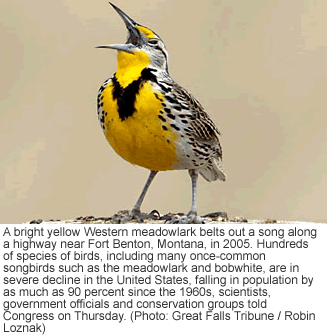 A bright yellow Western meadowlark belts out a song along
a highway near Fort Benton, Montana, in 2005. Hundreds
of species of birds, including many once-common
songbirds such as the meadowlark and bobwhite, are in
severe decline in the United States, falling in population by
as much as 90 percent since the 1960s, scientists,
government officials and conservation groups told
Congress on Thursday. (Photo: Great Falls Tribune / Robin
Loznak)